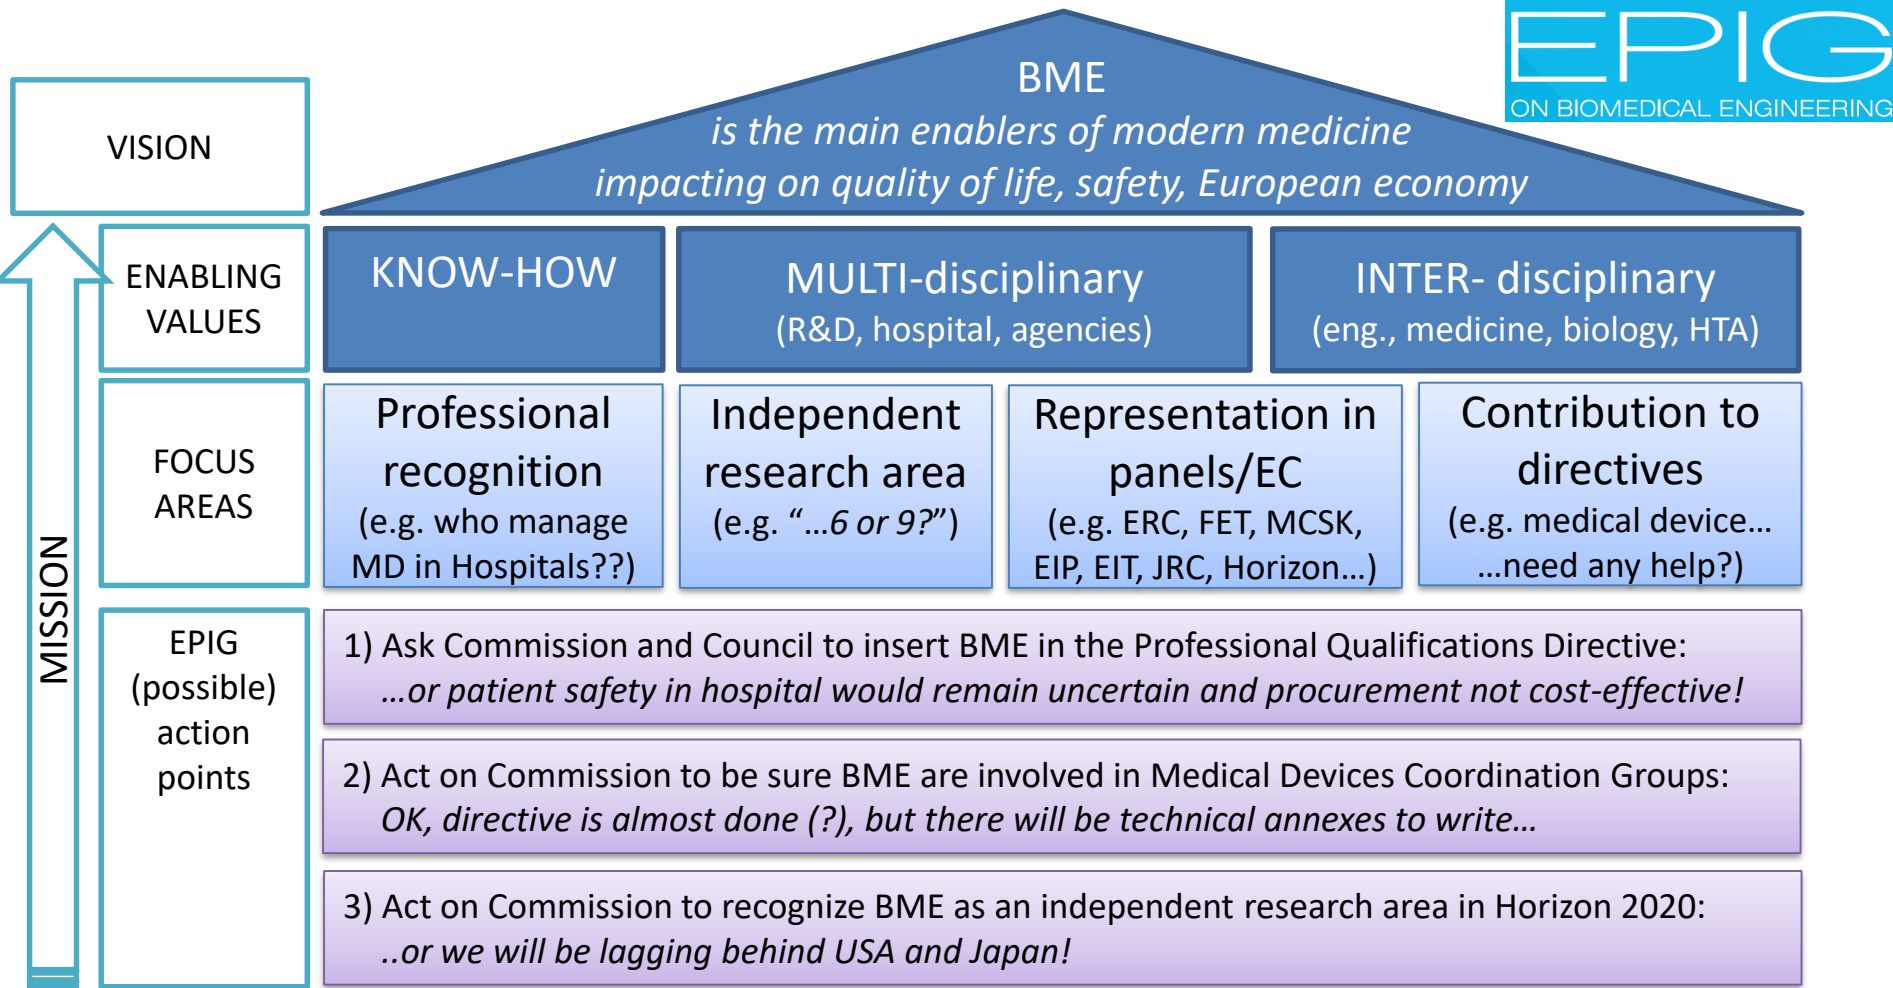 EPIG
ON BIOMEDICAL ENGINEERING
VISION
BME
is the main enablers of modern medicine
impacting on quality of life, safety, European economy
MISSION
ENABLING
VALUES
KNOW-HOW
MULTI-disciplinary
(R&D, hospital, agencies)
INTER- disciplinary
(eng., medicine, biology, HTA)
FOCUS
AREAS
Professional
recognition
(e.g. who manage
MD in Hospitals??)
Independent
research area
(e.g. “…6 or 9?”)
Representation in
panels/EC
(e.g. ERC, FET, MCSK,
EIP, EIT, JRC, Horizon…)
Contribution to
directives
(e.g. medical device…
…need any help?)
EPIG
(possible)
action
points
1) Ask Commission and Council to insert BME in the Professional Qualifications Directive:
…or patient safety in hospital would remain uncertain and procurement not cost-effective!
2) Act on Commission to be sure BME are involved in Medical Devices Coordination Groups:
OK, directive is almost done (?), but there will be technical annexes to write…
3) Act on Commission to recognize BME as an independent research area in Horizon 2020:
..or we will be lagging behind USA and Japan!